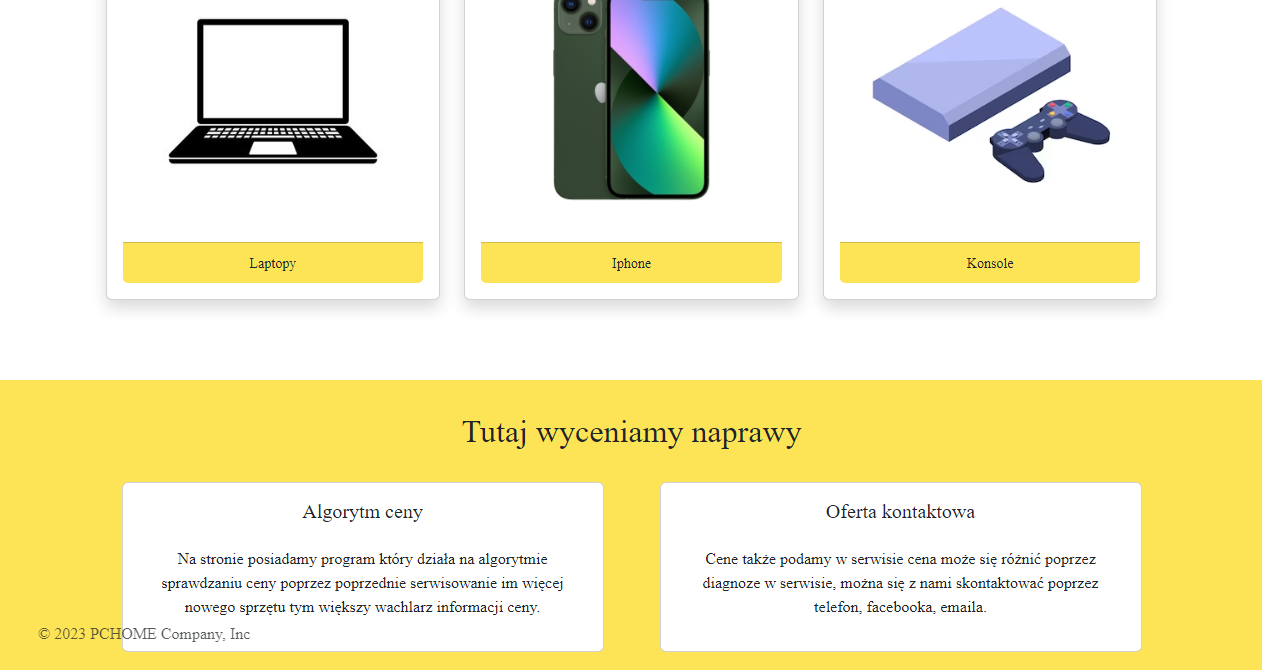 Laptopy
Iphone
Konsole
Tutaj wyceniamy naprawy
Algorytm ceny
Na stronie posiadamy program który działa na algorytmie
sprawdzaniu ceny poprzez poprzednie serwisowanie im więcej
nowego sprzętu tym większy wachlarz informacji ceny.
Oferta kontaktowa
Cene także podamy w serwisie cena może się różnić poprzez
diagnoze w serwisie, można się z nami skontaktować poprzez
telefon, facebooka, emaila.
© 2023 PCHOME Company, Inc